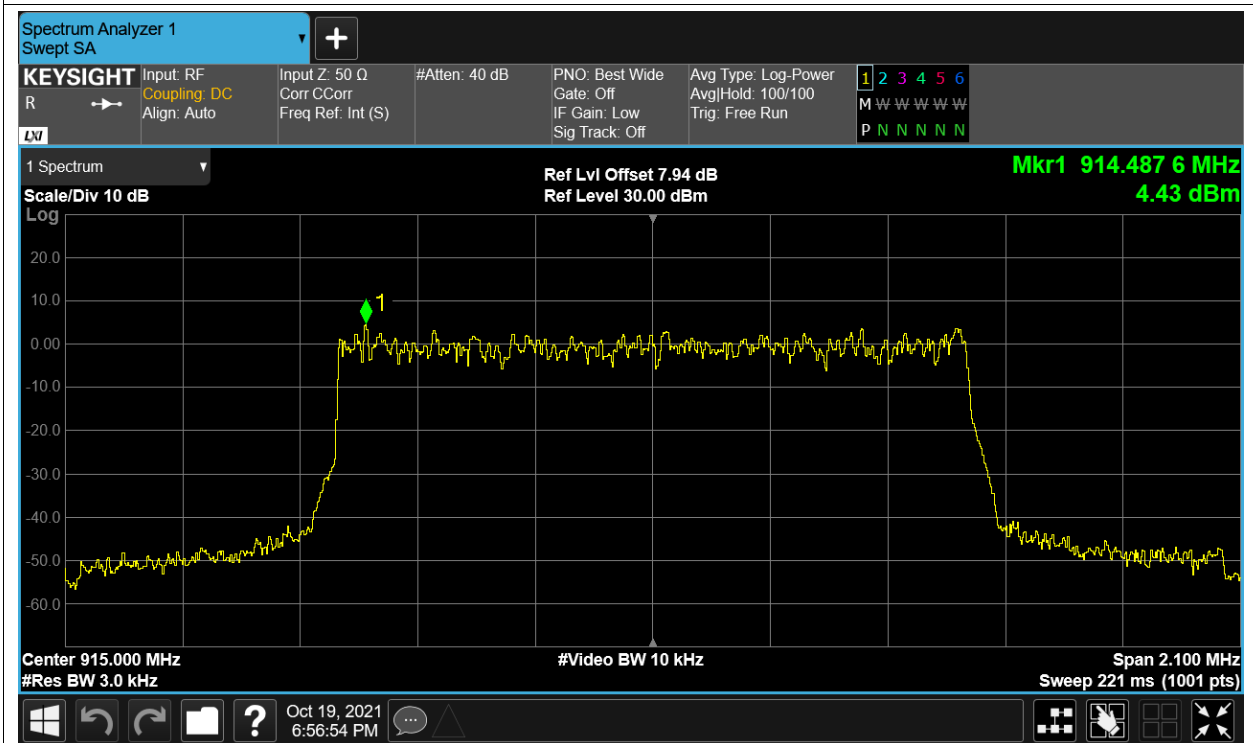 Spectrum Analyzer 1
Swept SA
KEYSIGHT
R
LXI
Input: RF
Coupling: DC
Align: Auto
Input Z: 50 Ω
Corr CCorr
Freq Ref: Int (S)
#Atten: 40 dB
PNO: Best Wide
Gate: Off
IF Gain: Low
Sig Track: Off
Avg Type: Log-Power
Avg|Hold: 100/100
Trig: Free Run
1 2 3 4 5 6
M W W W W W
P N N N N N
1 Spectrum
Scale/Div 10 dB
Log
Ref Lvl Offset 7.94 dB
Ref Level 30.00 dBm
Mkr1 914.487 6 MHz
4.43 dBm
20.0
10.0
1
0.00
-10.0
-20.0
-30.0
-40.0
-50.0
-60.0
Center 915.000 MHz
#Video BW 10 kHz
Span 2.100 MHz
#Res BW 3.0 kHz
Sweep 221 ms (1001 pts)
?
Oct 19, 2021
6:56:54 PM